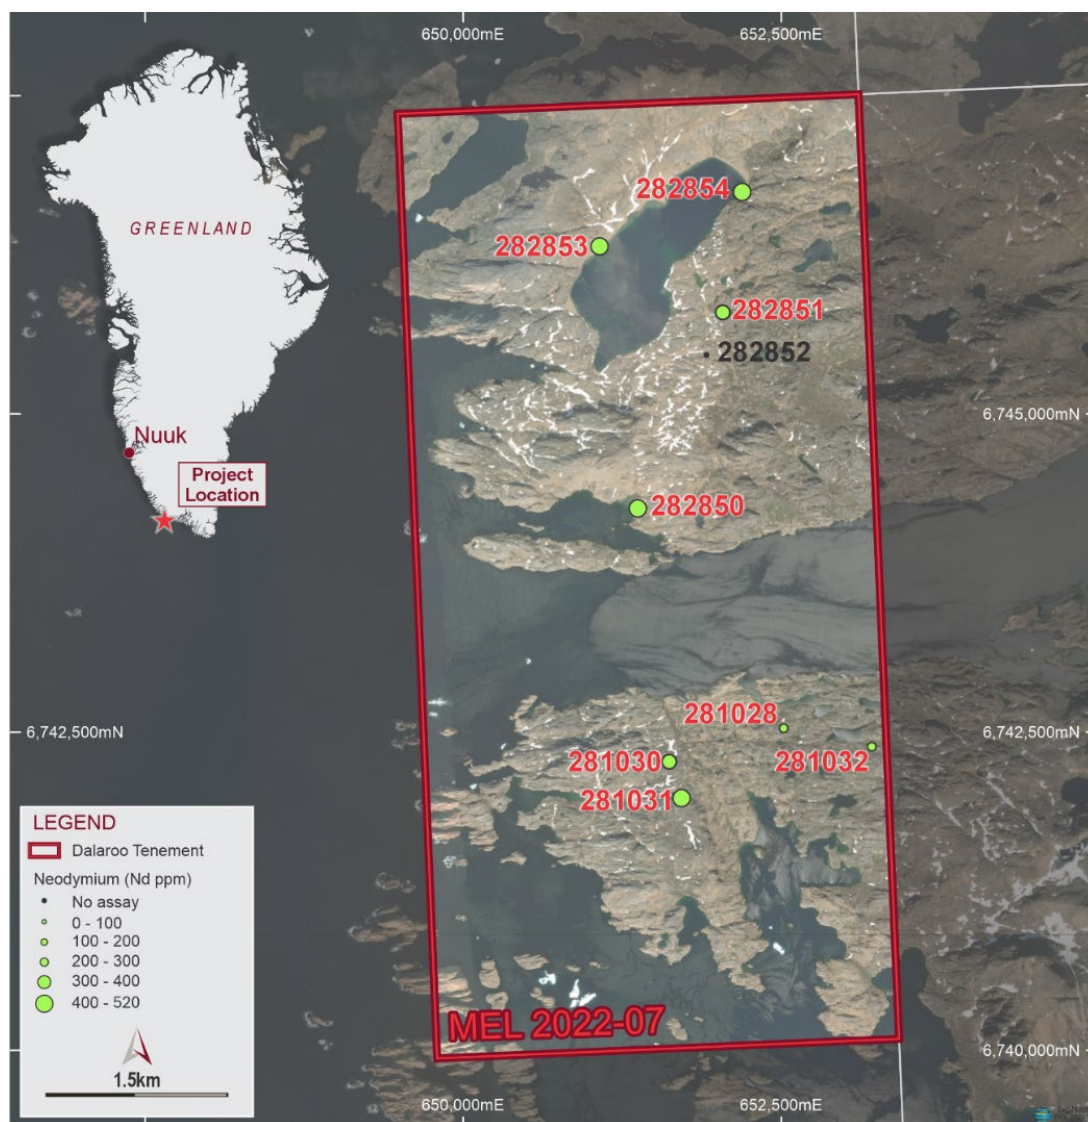 650,000mE
652,500mE
282854
GREENLAND
282853
282851
282852
6,745,000mN
Nuuk
Project
Location
282850
281028
6,742,500mN
6,742,500mN
281030
281032
281031
LEGEND
Dalaroo Tenement
Neodymium (Nd ppm)
No assay
0 - 100
100 - 200
200 - 300
300 - 400
400 - 520
MEL 2022-07
6,740,000mN
1.5km
650,000mE
652,500mE